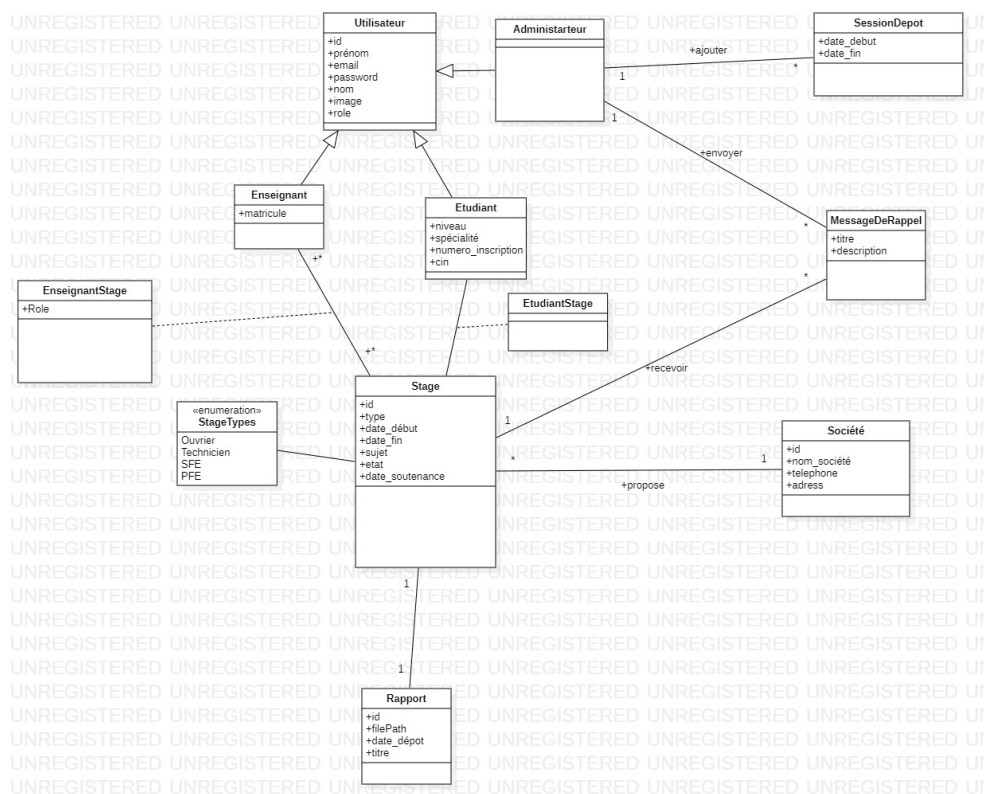 Utilisateur
+id
+prénom
+email
+password
+nom
+image
+role
Administarteur
+ajouter
1
*
SessionDepot
+date_debut
+date_fin
1
+envoyer
*
Enseignant
+matricule
+*
Etudiant
+niveau
+spécialité
+numero_inscription
+cin
MessageDeRappel
+titre
+description
*
EnseignantStage
+Role
EtudiantStage
+*
+recevoir
1
Stage
+id
+type
+date_début
+date_fin
+sujet
+etat
+date_soutenance
«enumeration»
StageTypes
Ouvrier
Technicien
SFE
PFE
*
1
+propose
Société
+id
+nom_société
+telephone
+adress
1
1
Rapport
+id
+filePath
+date_dépot
+titre
UNREGISTERED